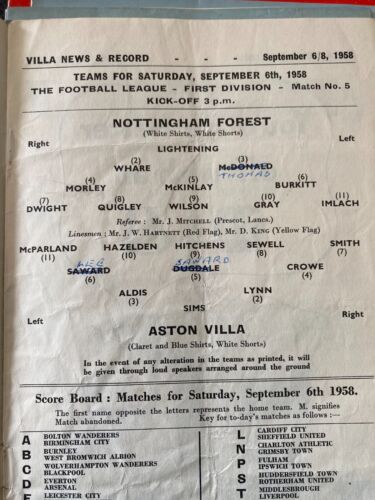 VILLA NEWS & RECORD - - - September 6/8, 1958
TEAMS FOR SATURDAY, SEPTEMBER 6th, 1958
THE FOOTBALL LEAGUE - FIRST DIVISION - Match No. 5
KICK-OFF 3 p.m.
NOTTINGHAM FOREST
(White Shirts, White Shorts)
Right Left
LIGHTENING
(2) (3)
WHARE McDONALD
THOMAS
(4) (5) (6)
MORLEY McKINLAY BURKITT
(7) (8) (9) (10) (11)
DWIGHT QUIGLEY WILSON GRAY IMLACH
Referee : Mr. J. MITCHELL (Prescot, Lancs.)
Linesmen : Mr. J. W. HARTNETT (Red Flag), Mr. D. KING (Yellow Flag)
McPARLAND HAZELDEN HITCHENS SEWELL SMITH
(11) (10) (9) (8) (7)
SAWARD
SAWARD DUGDALE CROWE
(6) (5) (4)
ALDIS LYNN
(3) (2)
SIMS
Left Right
ASTON VILLA
(Claret and Blue Shirts, White Shorts)
In the event of any alteration in the teams as printed, it will
be given through loud speakers arranged around the ground
Score Board : Matches for Saturday, September 6th 1958.
The first name opposite the letters represents the home team. M. signifies
Match abandoned. Key for to-day's matches as follows :—
A BOLTON WANDERERS
BIRMINGHAM CITY
B BURNLEY
WEST BROMWICH ALBION
C WOLVERHAMPTON WANDERERS
BLACKPOOL
D EVERTON
ARSENAL
E LEICESTER CITY
L CARDIFF CITY
SHEFFIELD UNITED
N CHARLTON ATHLETIC
GRIMSBY TOWN
P FULHAM
IPSWICH TOWN
S HUDDERSFIELD TOWN
ROTHERHAM UNITED
T MIDDLESBROUGH
LIVERPOOL